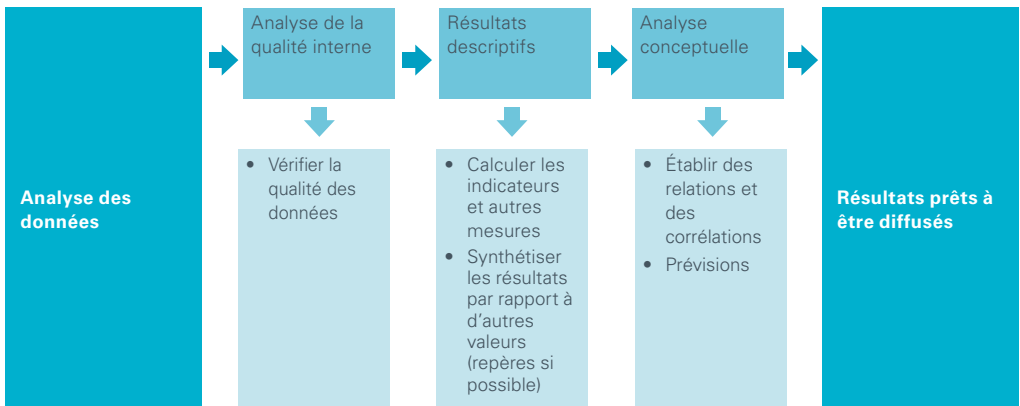 Analyse des
données
Analyse de la
qualité interne
• Vérifier la
qualité des
données
Résultats
descriptifs
• Calculer les
indicateurs
et autres
mesures
• Synthétiser
les résultats
par rapport à
d'autres
valeurs
(repères si
possible)
Analyse
conceptuelle
• Établir des
relations et
des
corrélations
• Prévisions
Résultats prêts à
être diffusés